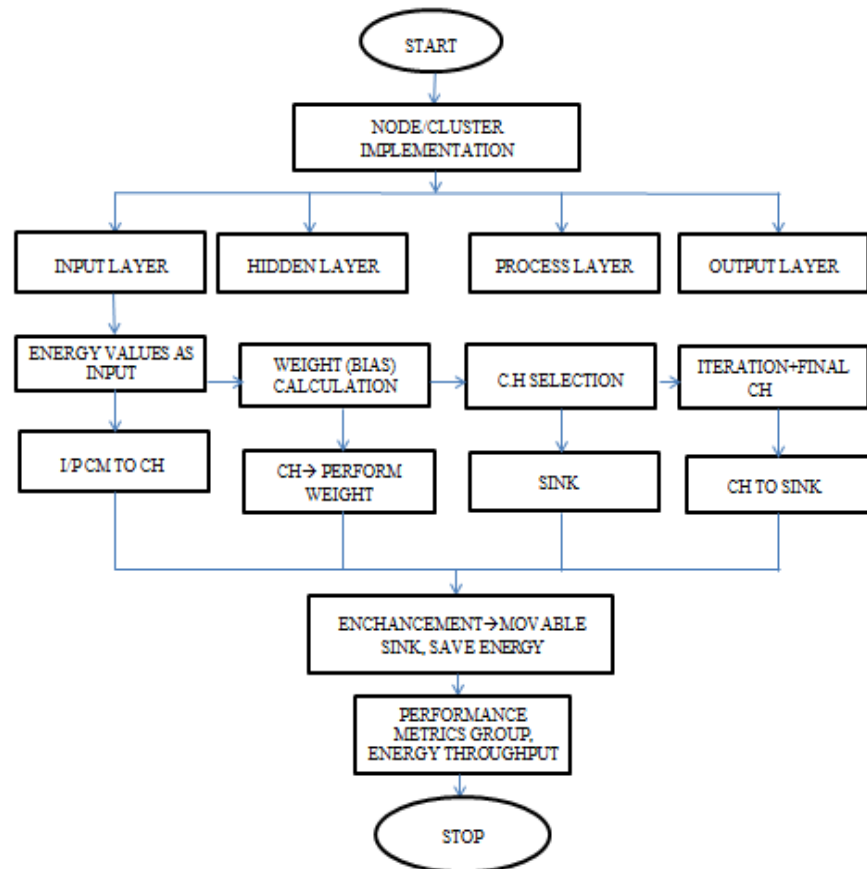 START
NODE/CLUSTER
IMPLEMENTATION
INPUT LAYER
HIDDEN LAYER
PROCESS LAYER
OUTPUT LAYER
ENERGY VALUES AS
INPUT
WEIGHT (BIAS)
CALCULATION
C.H SELECTION
ITERATION+FINAL
CH
I/P CM TO CH
CH→ PERFORM
WEIGHT
SINK
CH TO SINK
ENCHANCEMENT→MOVABLE
SINK, SAVE ENERGY
PERFORMANCE
METRICS GROUP,
ENERGY THROUGHPUT
STOP